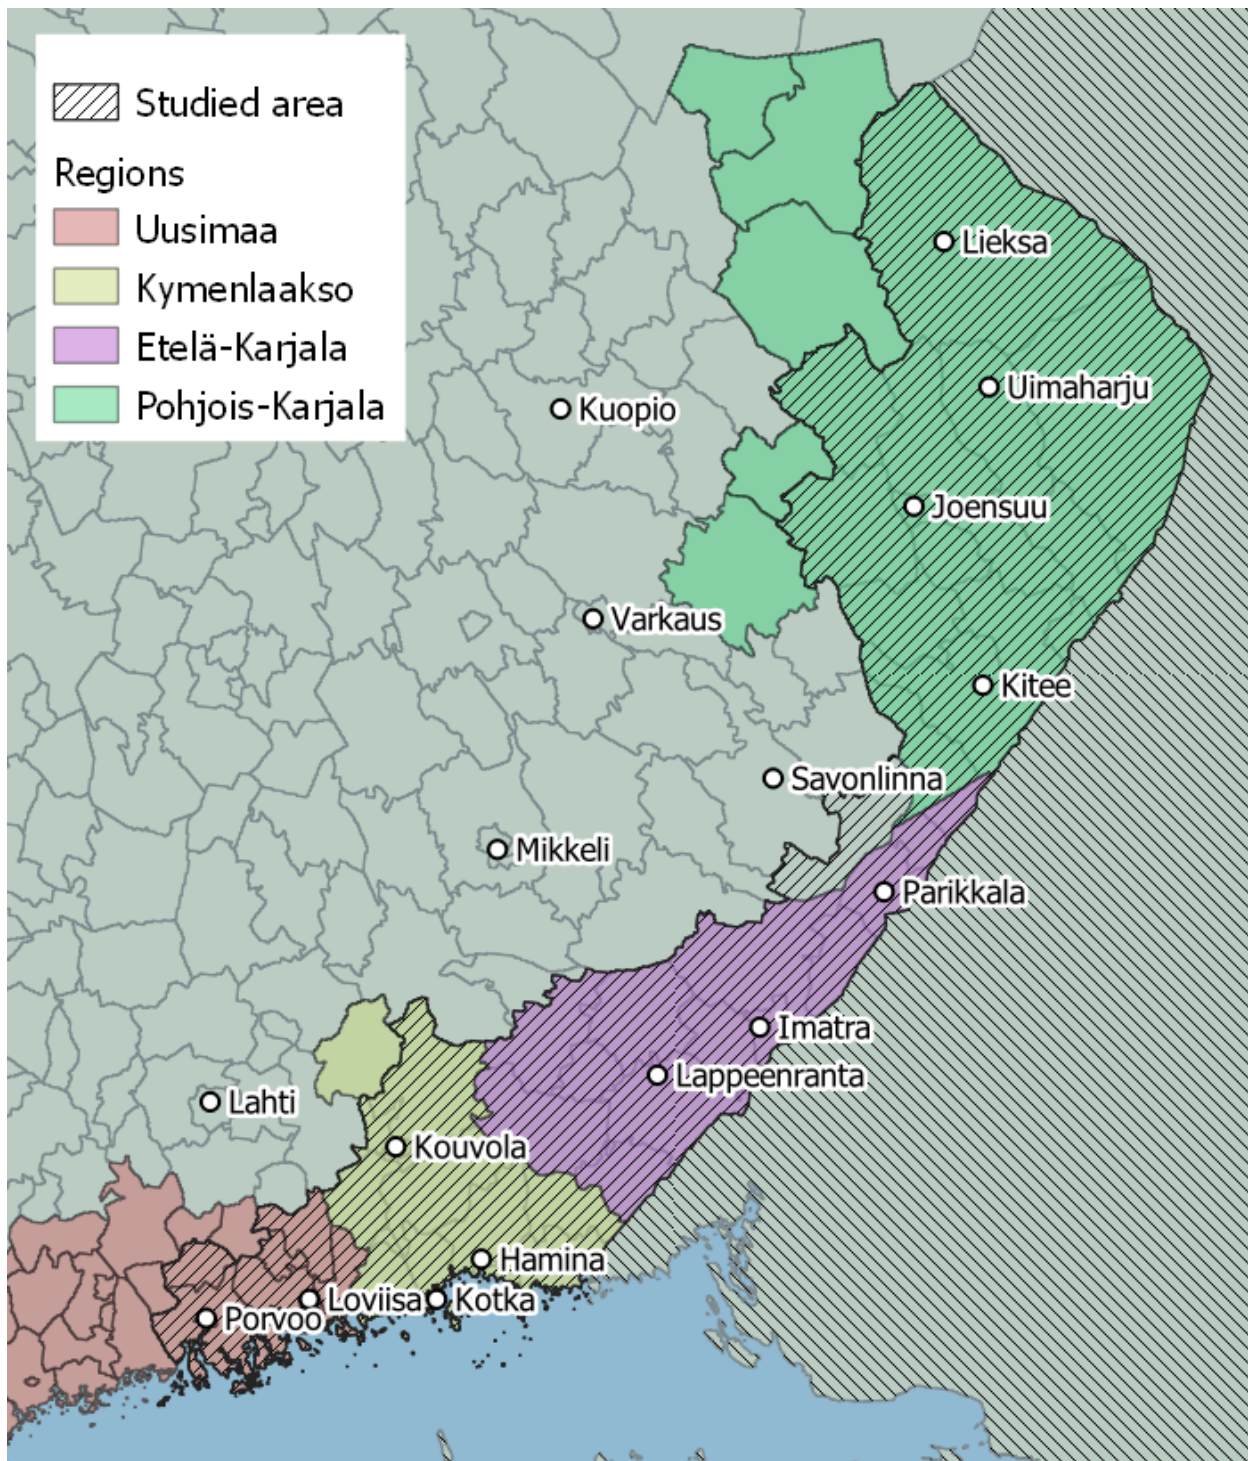 Studied area
Regions
Uusimaa
Kymenlaakso
Etelä-Karjala
Pohjois-Karjala
Lieksa
Uimaharju
Kuopio
Joensuu
Varkaus
Kitee
Savonlinna
Mikkeli
Parikkala
Imatra
Lappeenranta
Lahti
Kouvola
Hamina
Loviisa
Kotka
Porvoo